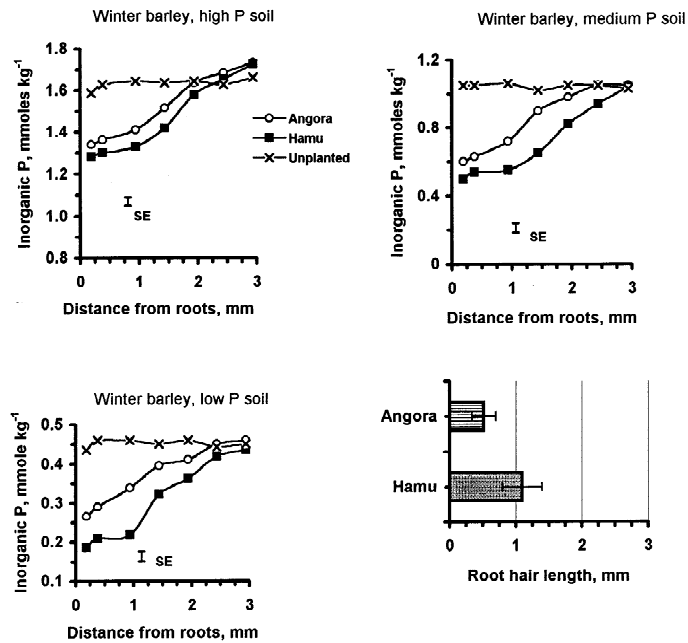 Winter barley, high P soil
1.8
1.6
1.4
1.2
1.0
0.8
0 1 2 3
Inorganic P, mmoles kg⁻¹
Distance from roots, mm
SE
Angora
Hamu
Unplanted
Winter barley, medium P soil
1.2
0.8
0.4
0
0 1 2 3
Inorganic P, mmoles kg⁻¹
Distance from roots, mm
SE
Winter barley, low P soil
0.5
0.4
0.3
0.2
0.1
0 1 2 3
Inorganic P, mmole kg⁻¹
Distance from roots, mm
SE
Angora
Hamu
0 1 2 3
Root hair length, mm